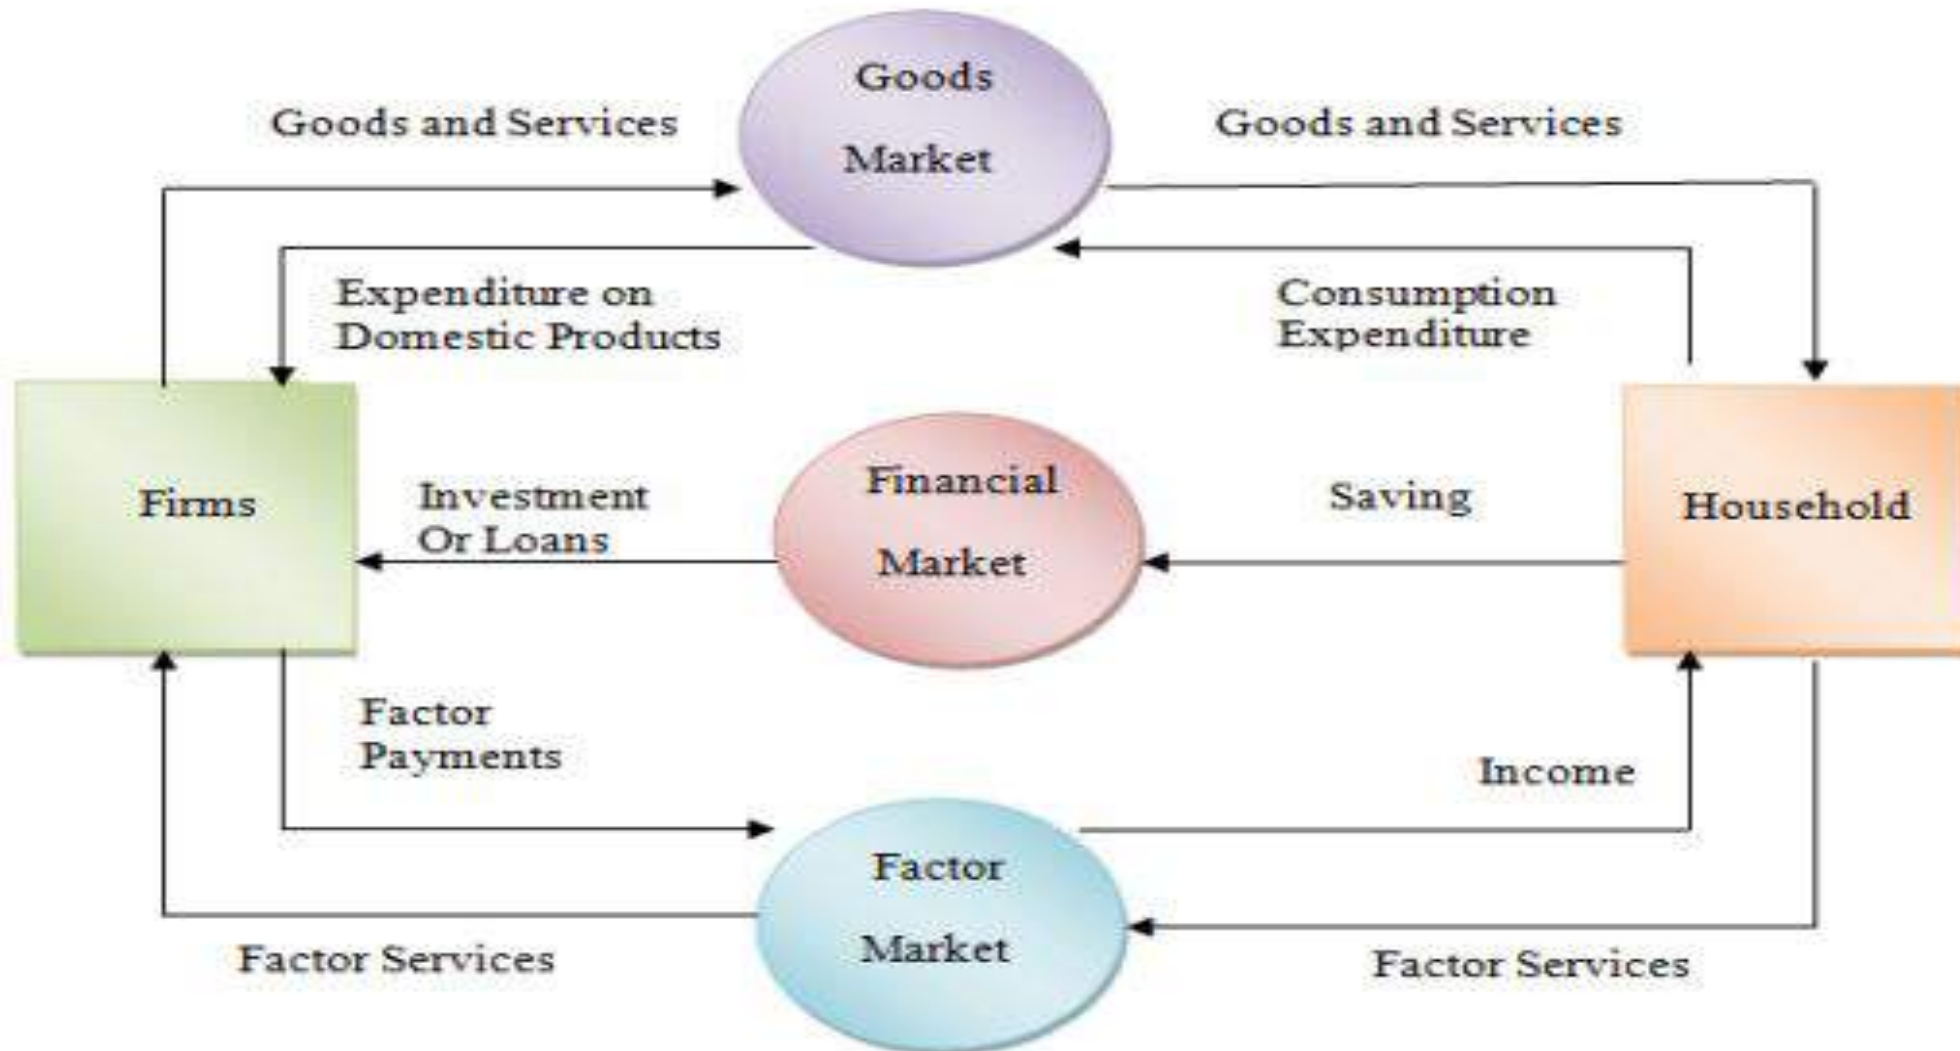 Goods
Market
Goods and Services
Goods and Services
Expenditure on
Domestic Products
Consumption
Expenditure
Firms
Investment
Or Loans
Financial
Market
Saving
Household
Factor
Payments
Income
Factor
Market
Factor Services
Factor Services